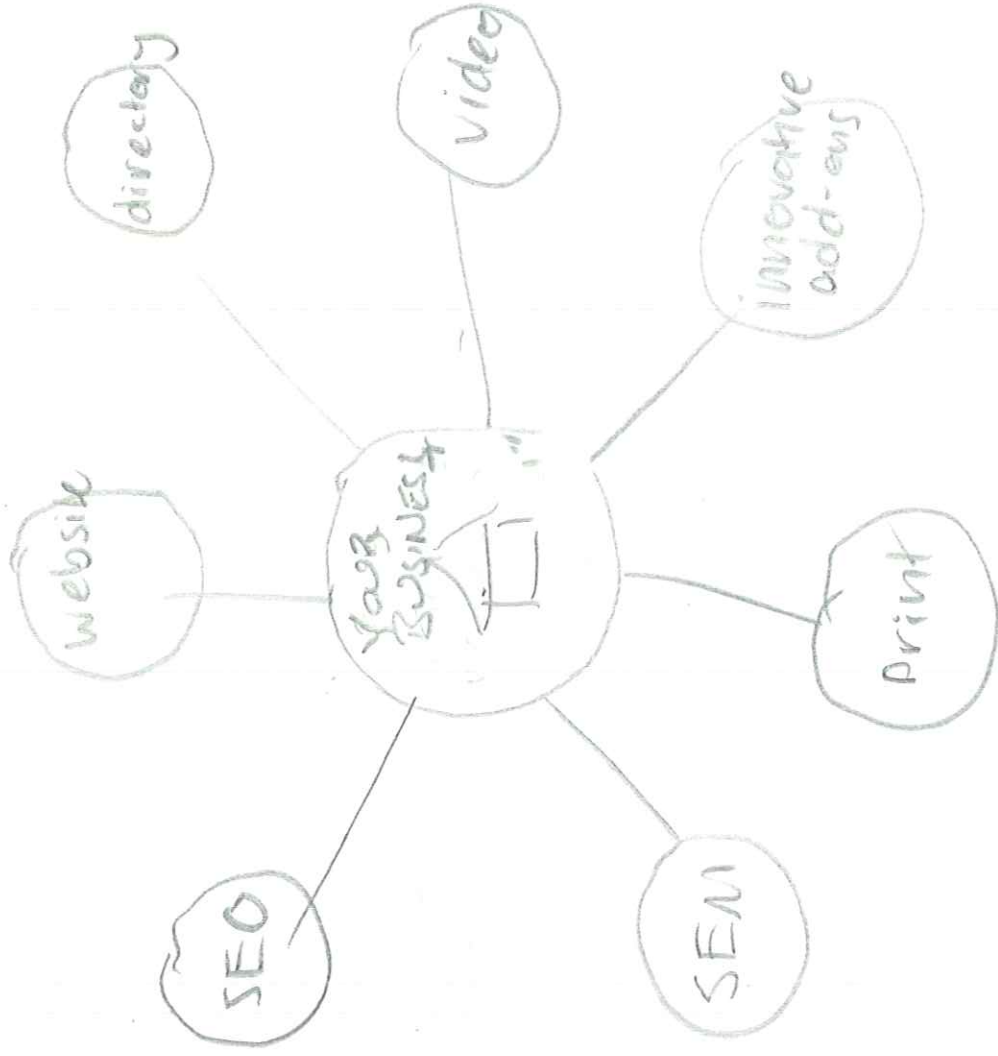 SEO
website
directory
Your
BUSINESS
video
innovative
add-ons
print
SEM